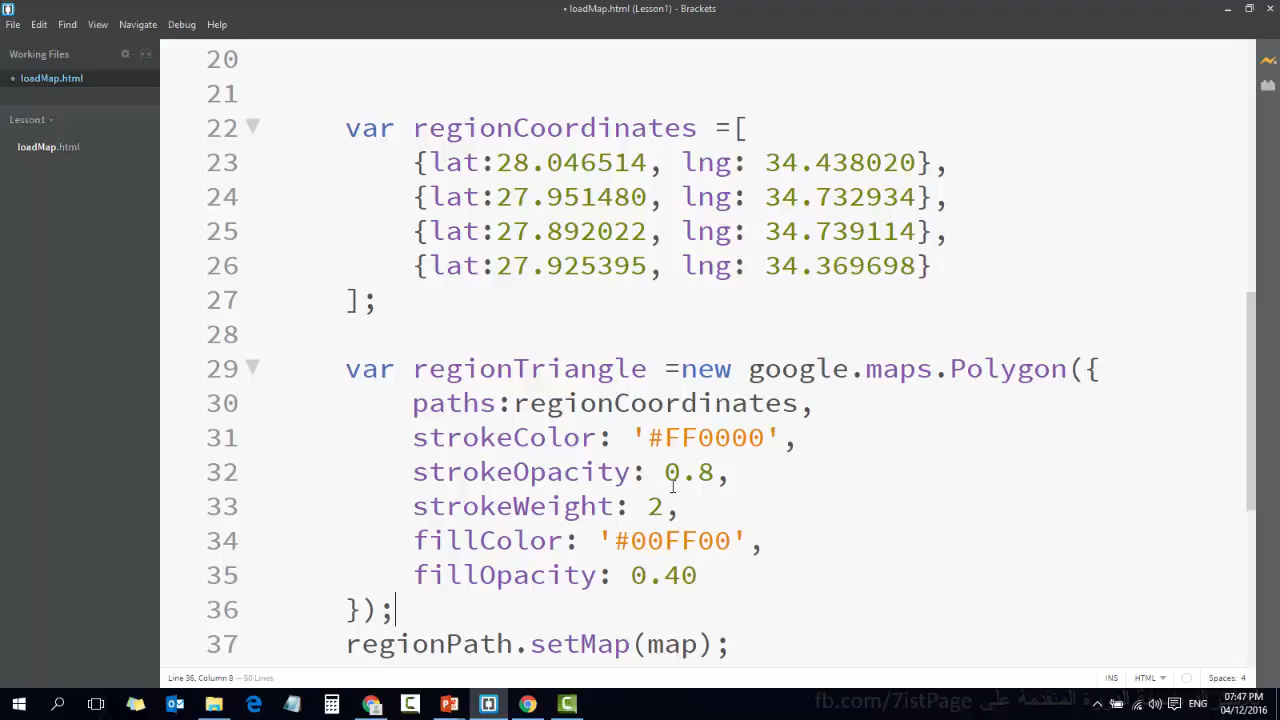 • loadMap.html (Lesson1) - Brackets
File Edit Find View Navigate Debug Help
Working Files
• loadMap.html
Lesson1
loadMap.html
20
21
22 var regionCoordinates =[
23 {lat:28.046514, lng: 34.438020},
24 {lat:27.951480, lng: 34.732934},
25 {lat:27.892022, lng: 34.739114},
26 {lat:27.925395, lng: 34.369698}
27 ];
28
29 var regionTriangle =new google.maps.Polygon({
30 paths:regionCoordinates,
31 strokeColor: '#FF0000',
32 strokeOpacity: 0.8,
33 strokeWeight: 2,
34 fillColor: '#00FF00',
35 fillOpacity: 0.40
36 });
37 regionPath.setMap(map);
Line 36, Column 8 — 50 Lines
INS HTML Spaces: 4
fb.com/7istPage على
ENG
07:47 PM
04/12/2016